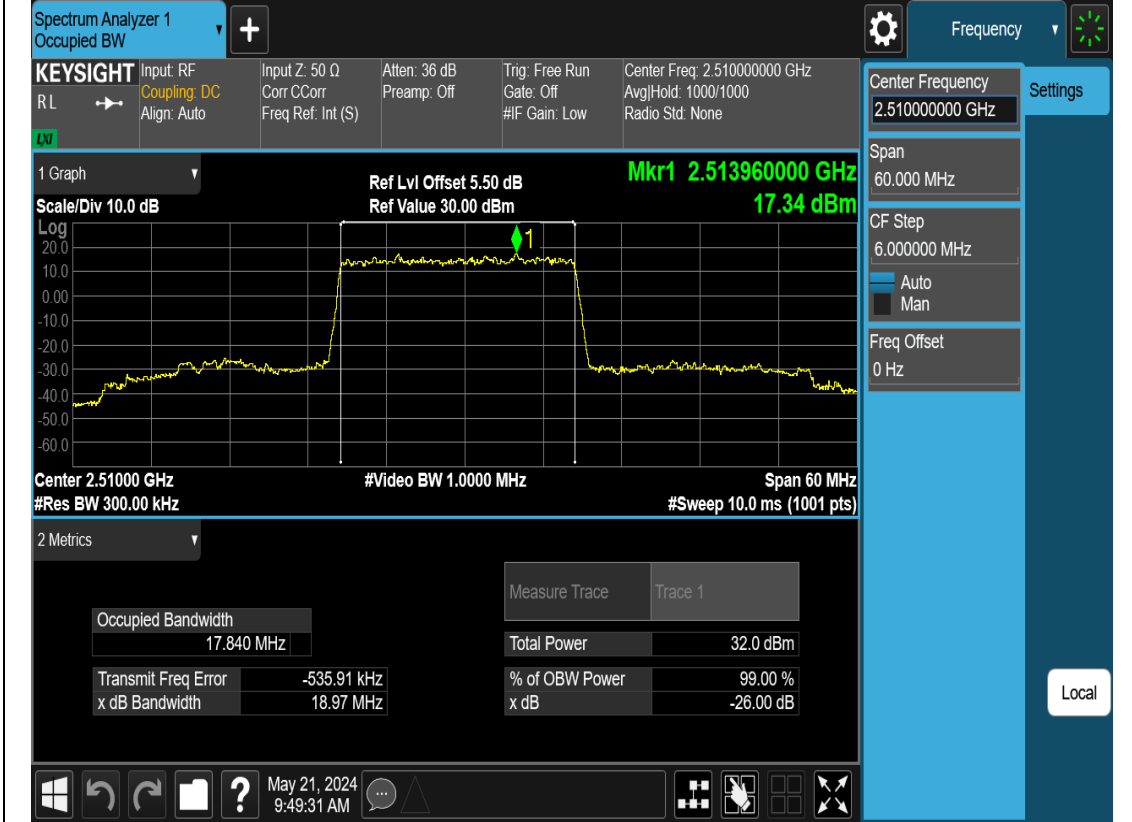 Spectrum Analyzer 1
Occupied BW
+
Frequency
KEYSIGHT
RL
LXI
Input: RF
Coupling: DC
Align: Auto
Input Z: 50 Ω
Corr CCorr
Freq Ref: Int (S)
Atten: 36 dB
Preamp: Off
Trig: Free Run
Gate: Off
#IF Gain: Low
Center Freq: 2.510000000 GHz
Avg|Hold: 1000/1000
Radio Std: None
Center Frequency
2.510000000 GHz
Settings
Span
60.000 MHz
CF Step
6.000000 MHz
Auto
Man
Freq Offset
0 Hz
Local
1 Graph
Scale/Div 10.0 dB
Ref Lvl Offset 5.50 dB
Ref Value 30.00 dBm
Mkr1 2.513960000 GHz
17.34 dBm
Log
20.0
10.0
0.00
-10.0
-20.0
-30.0
-40.0
-50.0
-60.0
1
Center 2.51000 GHz
#Video BW 1.0000 MHz
Span 60 MHz
#Res BW 300.00 kHz
#Sweep 10.0 ms (1001 pts)
2 Metrics
Measure Trace
Trace 1
Occupied Bandwidth
17.840 MHz
Total Power
32.0 dBm
Transmit Freq Error
-535.91 kHz
% of OBW Power
99.00 %
x dB Bandwidth
18.97 MHz
x dB
-26.00 dB
?
May 21, 2024
9:49:31 AM